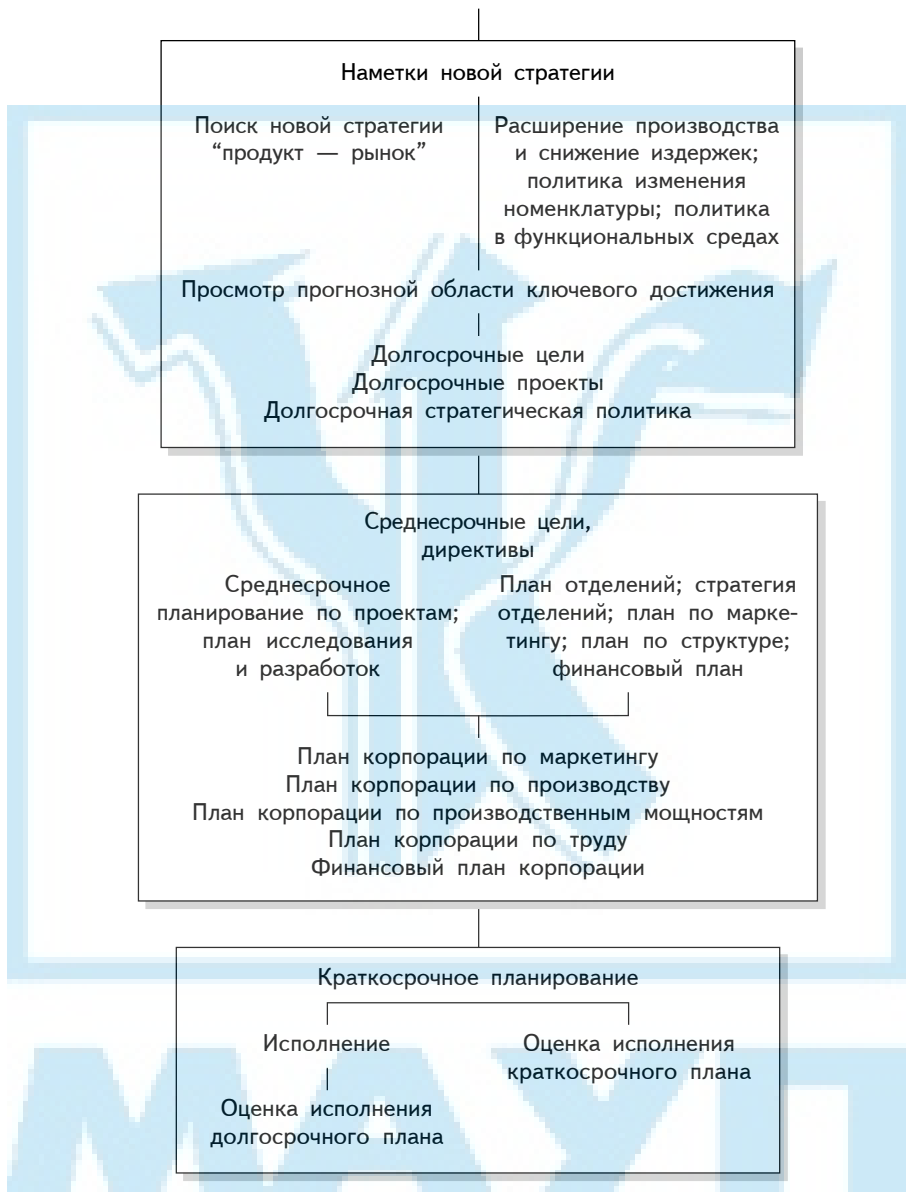 Наметки новой стратегии
Поиск новой стратегии
“продукт — рынок”
Расширение производства
и снижение издержек;
политика изменения
номенклатуры; политика
в функциональных средах
Просмотр прогнозной области ключевого достижения
Долгосрочные цели
Долгосрочные проекты
Долгосрочная стратегическая политика
Среднесрочные цели,
директивы
Среднесрочное
планирование по проектам;
план исследования
и разработок
План отделений; стратегия
отделений; план по марке-
тингу; план по структуре;
финансовый план
План корпорации по маркетингу
План корпорации по производству
План корпорации по производственным мощностям
План корпорации по труду
Финансовый план корпорации
Краткосрочное планирование
Исполнение
Оценка исполнения
долгосрочного плана
Оценка исполнения
краткосрочного плана
МАУП